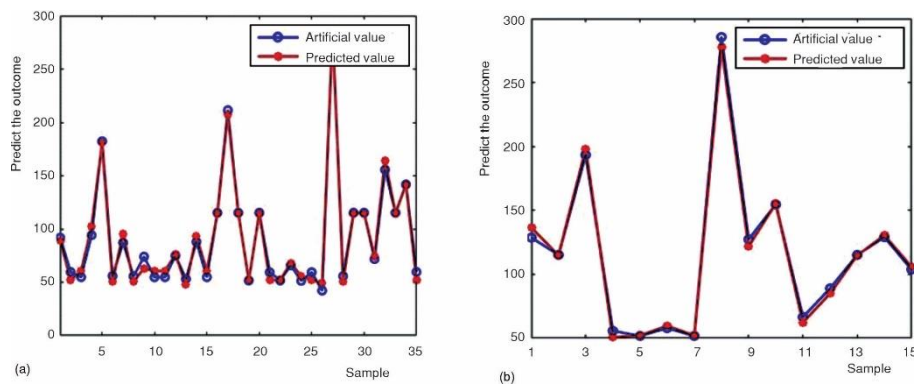 300
250
200
150
100
50
0
Predict the outcome
Artificial value
Predicted value
5 10 15 20 25 30 35
Sample
(a)
300
250
200
150
100
50
Predict the outcome
Artificial value
Predicted value
1 3 5 7 9 11 13 15
Sample
(b)